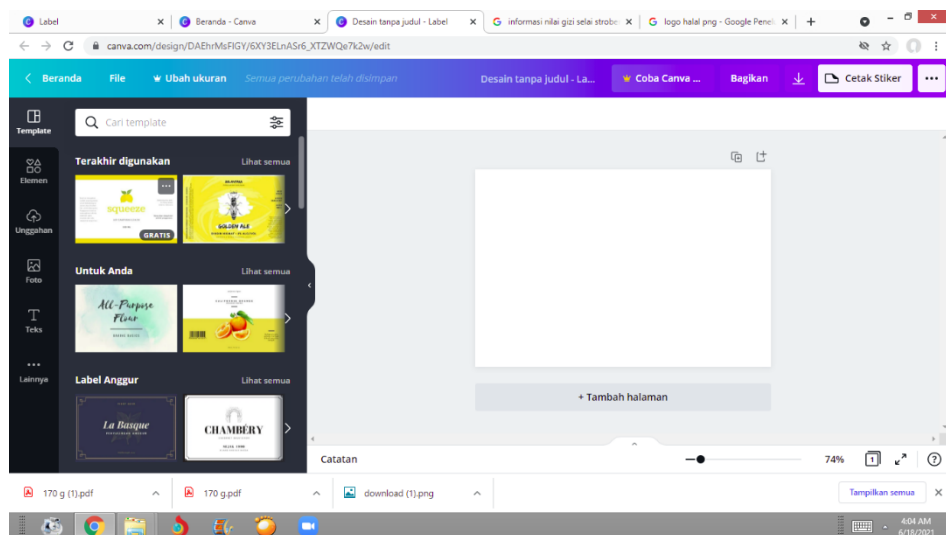 Label
Beranda - Canva
Desain tanpa judul - Label
informasi nilai gizi selai strobe
logo halal png - Google Penel
canva.com/design/DAEhrMsFIGY/6XY3ELnASr6_XTZWQe7k2w/edit
Beranda
File
Ubah ukuran
Semua perubahan telah disimpan
Desain tanpa judul - La...
Coba Canva ...
Bagikan
Cetak Stiker
Template
Cari template
Elemen
Unggahan
Foto
Teks
Lainnya
Terakhir digunakan
Lihat semua
squeeze
GRATIS
GOLDEN ALE
Untuk Anda
Lihat semua
All-Purpose
Flour
Label Anggur
Lihat semua
La Basque
CHAMBÉRY
+ Tambah halaman
Catatan
74%
1
170 g (1).pdf
170 g.pdf
download (1).png
Tampilkan semua
4:04 AM
6/18/2021